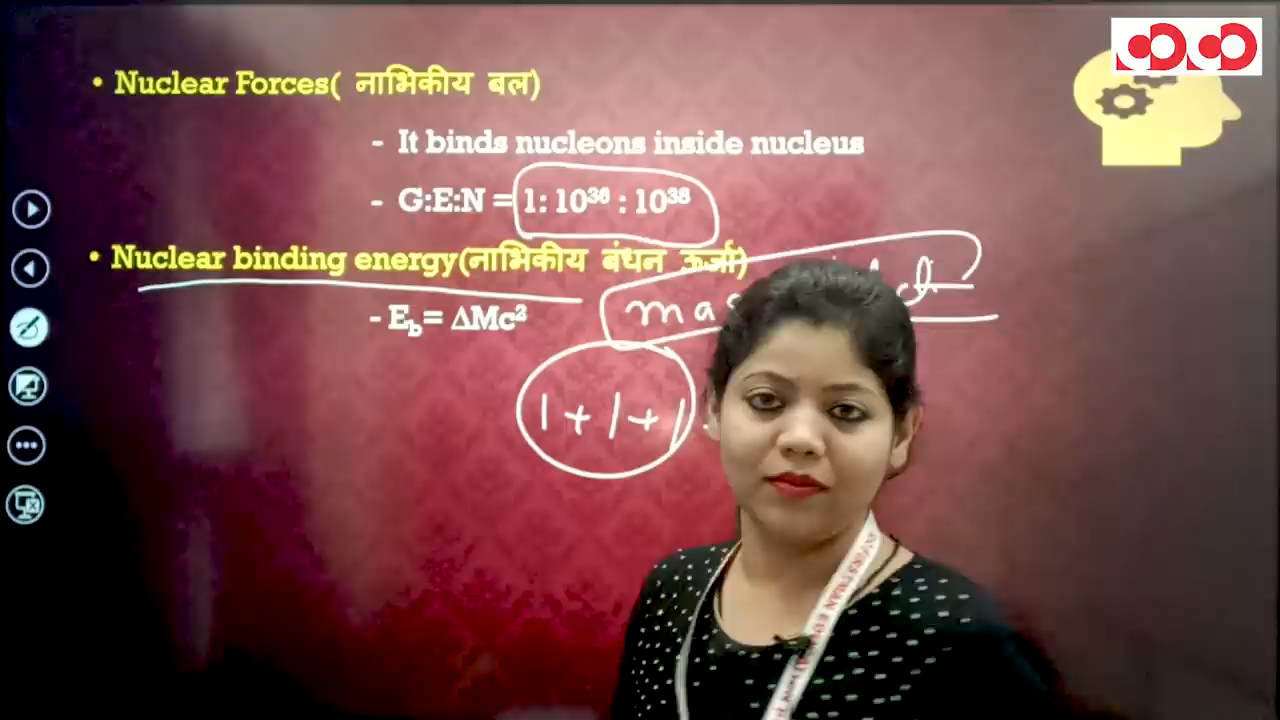 • Nuclear Forces( नाभिकीय बल)
- It binds nucleons inside nucleus
- G:E:N = 1: 10³⁶ : 10³⁸
• Nuclear binding energy(नाभिकीय बंधन ऊर्जा)
- E_b = ΔMc²
1 + 1 + 1